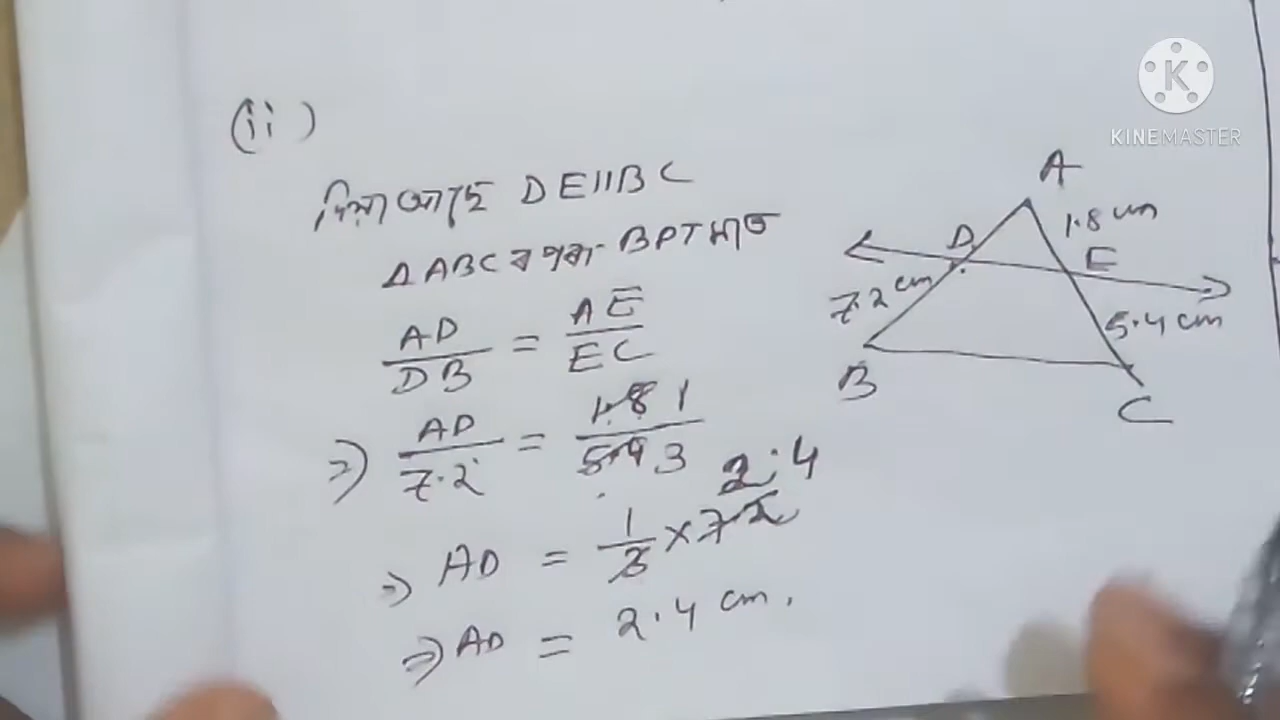 (ii)
দিয়া আছে DE||BC
ΔABC ৰ পৰা BPT মতে
AD/DB = AE/EC
⇒ AD/7.2 = 1.8 1/5.4 3
2.4
⇒ AD = 1/3 × 7.2
⇒ AD = 2.4 cm.
A
1.8 cm
D
E
7.2 cm
5.4 cm
B
C
K
KINEMASTER